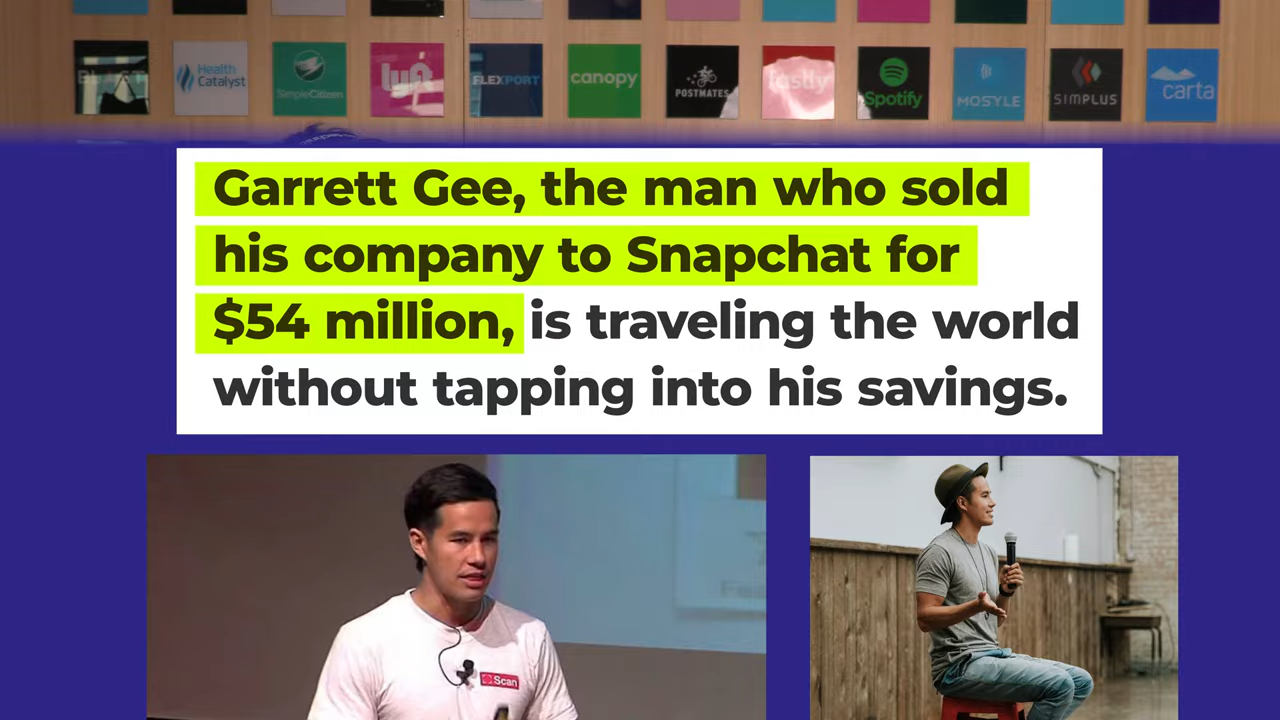 Health
Catalyst
SimpleCitizen
lyft
FLEXPORT
canopy
POSTMATES
fastly
Spotify
MOSYLE
SIMPLUS
carta
Garrett Gee, the man who sold
his company to Snapchat for
$54 million, is traveling the world
without tapping into his savings.
Scan